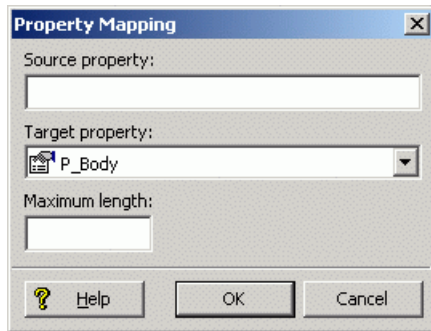 Property Mapping
Source property:
Target property:
P_Body
Maximum length:
? Help OK Cancel